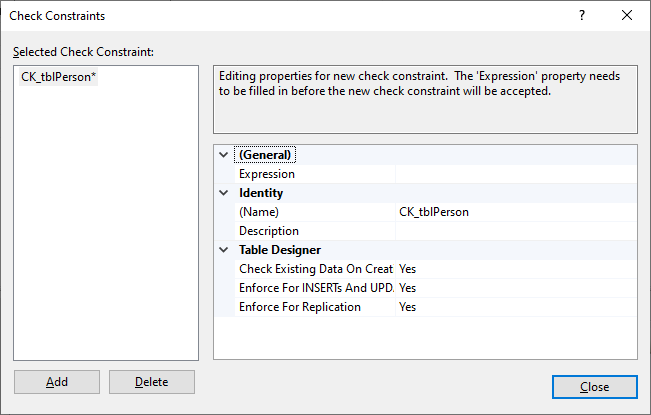 Check Constraints
?
Selected Check Constraint:
CK_tblPerson*
Editing properties for new check constraint.  The 'Expression' property needs
to be filled in before the new check constraint will be accepted.
(General)
Expression
Identity
(Name) CK_tblPerson
Description
Table Designer
Check Existing Data On Creat Yes
Enforce For INSERTs And UPD. Yes
Enforce For Replication Yes
Add Delete
Close